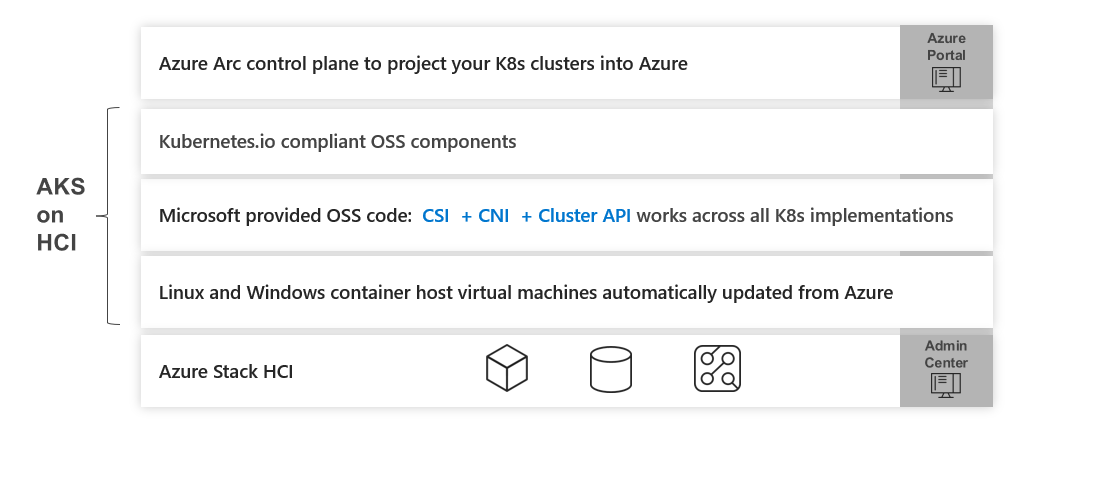 Azure Arc control plane to project your K8s clusters into Azure
Azure
Portal
Kubernetes.io compliant OSS components
AKS
on
HCI
Microsoft provided OSS code: CSI + CNI + Cluster API works across all K8s implementations
Linux and Windows container host virtual machines automatically updated from Azure
Azure Stack HCI
Admin
Center